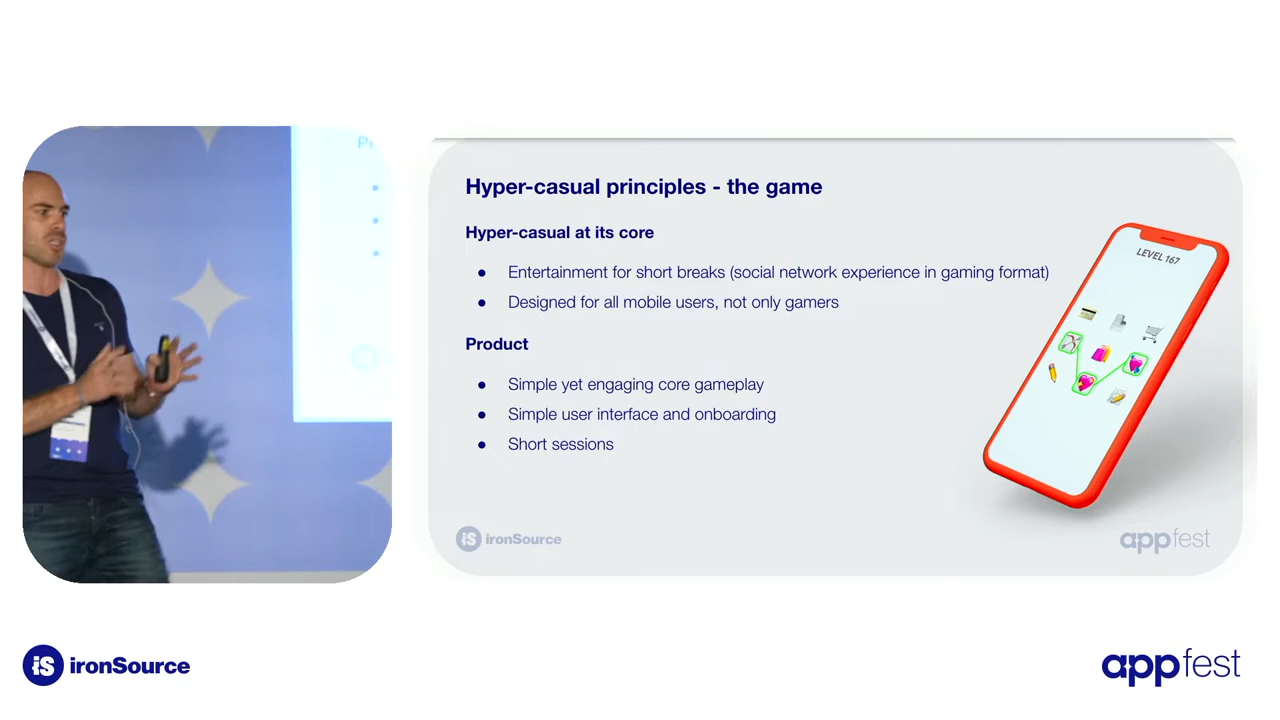 Hyper-casual principles - the game
Hyper-casual at its core
● Entertainment for short breaks (social network experience in gaming format)
● Designed for all mobile users, not only gamers
Product
● Simple yet engaging core gameplay
● Simple user interface and onboarding
● Short sessions
LEVEL 167
iS ironSource
appfest
iS ironSource
appfest